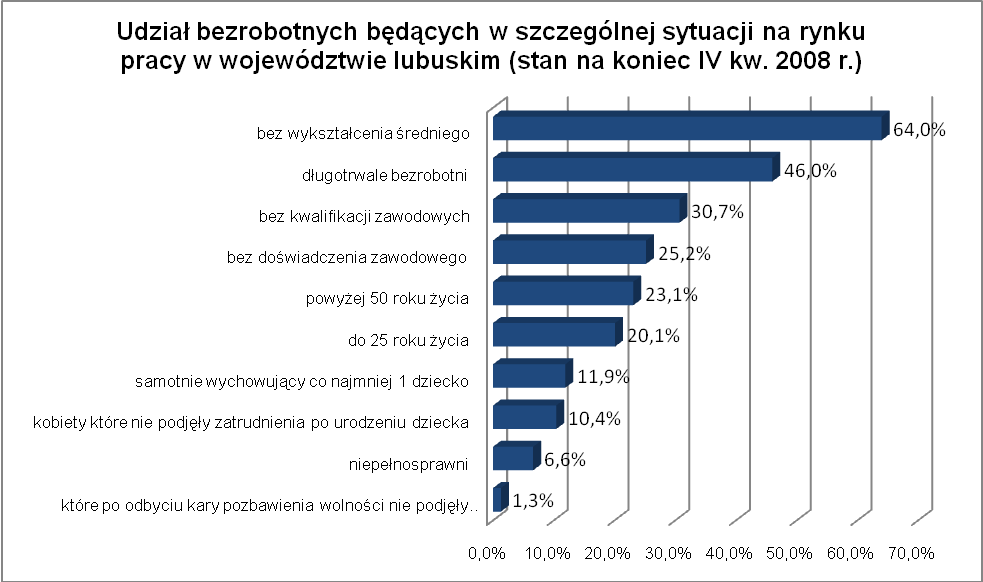 Udział bezrobotnych będących w szczególnej sytuacji na rynku
pracy w województwie lubuskim (stan na koniec IV kw. 2008 r.)
bez wykształcenia średniego
64,0%
długotrwale bezrobotni
46,0%
bez kwalifikacji zawodowych
30,7%
bez doświadczenia zawodowego
25,2%
powyżej 50 roku życia
23,1%
do 25 roku życia
20,1%
samotnie wychowujący co najmniej 1 dziecko
11,9%
kobiety które nie podjęły zatrudnienia po urodzeniu dziecka
10,4%
niepełnosprawni
6,6%
które po odbyciu kary pozbawienia wolności nie podjęły..
1,3%
0,0% 10,0% 20,0% 30,0% 40,0% 50,0% 60,0% 70,0%